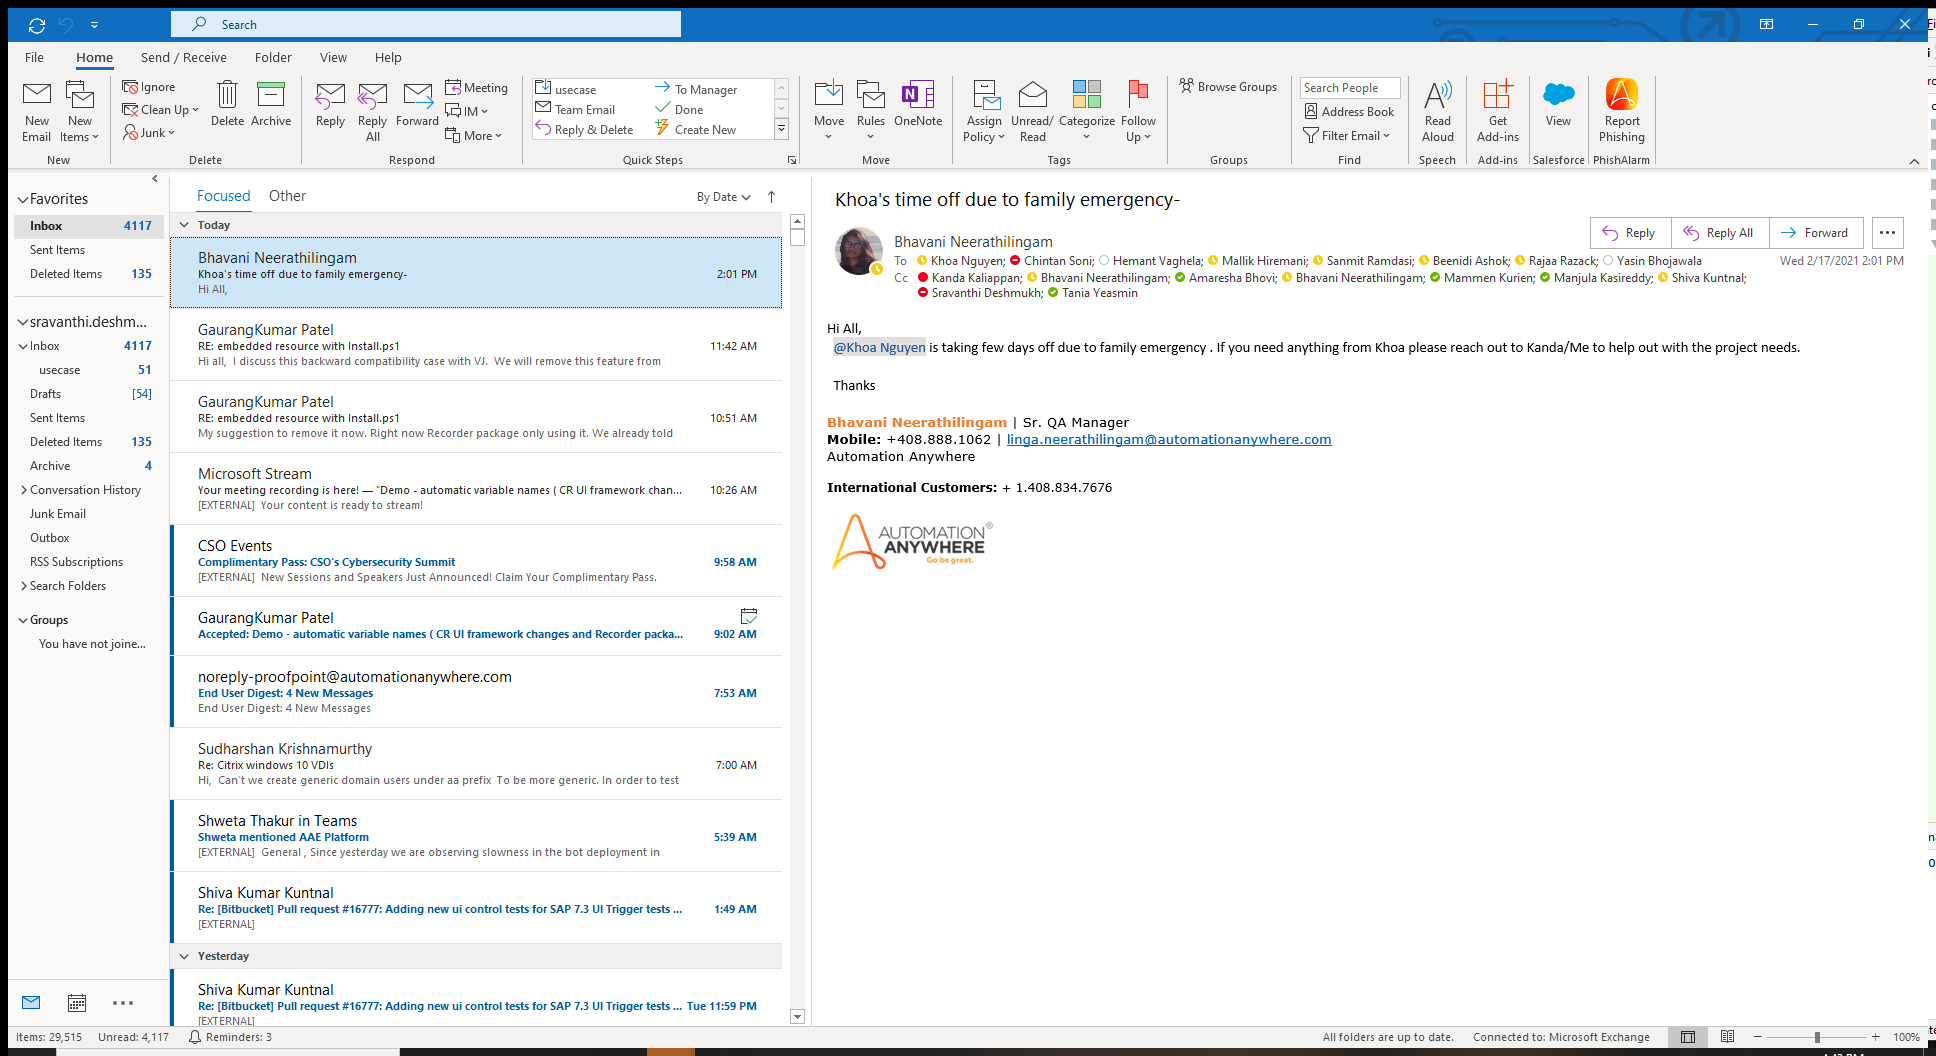 Search
File Home Send / Receive Folder View Help
New Email
New Items
New
Ignore
Clean Up
Junk
Delete
Archive
Delete
Reply
Reply All
Forward
Meeting
IM
More
Respond
usecase
Team Email
Reply & Delete
To Manager
Done
Create New
Quick Steps
Move
Rules
OneNote
Move
Assign Policy
Unread/ Read
Categorize
Follow Up
Tags
Browse Groups
Groups
Search People
Address Book
Filter Email
Find
Read Aloud
Speech
Get Add-ins
Add-ins
View
Salesforce
Report Phishing
PhishAlarm
Favorites
Inbox 4117
Sent Items
Deleted Items 135
sravanthi.deshm...
Inbox 4117
usecase 51
Drafts [54]
Sent Items
Deleted Items 135
Archive 4
Conversation History
Junk Email
Outbox
RSS Subscriptions
Search Folders
Groups
You have not joine...
Focused Other By Date
Today
Bhavani Neerathilingam
Khoa's time off due to family emergency- 2:01 PM
Hi All,
GaurangKumar Patel
RE: embedded resource with Install.ps1 11:42 AM
Hi all, I discuss this backward compatibility case with VJ. We will remove this feature from
GaurangKumar Patel
RE: embedded resource with Install.ps1 10:51 AM
My suggestion to remove it now. Right now Recorder package only using it. We already told
Microsoft Stream
Your meeting recording is here! — "Demo - automatic variable names ( CR UI framework chan... 10:26 AM
[EXTERNAL] Your content is ready to stream!
CSO Events
Complimentary Pass: CSO's Cybersecurity Summit 9:58 AM
[EXTERNAL] New Sessions and Speakers Just Announced! Claim Your Complimentary Pass.
GaurangKumar Patel
Accepted: Demo - automatic variable names ( CR UI framework changes and Recorder packa... 9:02 AM
noreply-proofpoint@automationanywhere.com
End User Digest: 4 New Messages 7:53 AM
End User Digest: 4 New Messages
Sudharshan Krishnamurthy
Re: Citrix windows 10 VDIs 7:00 AM
Hi, Can't we create generic domain users under aa prefix To be more generic. In order to test
Shweta Thakur in Teams
Shweta mentioned AAE Platform 5:39 AM
[EXTERNAL] General , Since yesterday we are observing slowness in the bot deployment in
Shiva Kumar Kuntnal
Re: [Bitbucket] Pull request #16777: Adding new ui control tests for SAP 7.3 UI Trigger tests ... 1:49 AM
[EXTERNAL]
Yesterday
Shiva Kumar Kuntnal
Re: [Bitbucket] Pull request #16777: Adding new ui control tests for SAP 7.3 UI Trigger tests ... Tue 11:59 PM
[EXTERNAL]
Khoa's time off due to family emergency-
Reply Reply All Forward
Bhavani Neerathilingam
To Khoa Nguyen; Chintan Soni; Hemant Vaghela; Mallik Hiremani; Sanmit Ramdasi; Beenidi Ashok; Rajaa Razack; Yasin Bhojawala
Wed 2/17/2021 2:01 PM
Cc Kanda Kaliappan; Bhavani Neerathilingam; Amaresha Bhovi; Bhavani Neerathilingam; Mammen Kurien; Manjula Kasireddy; Shiva Kuntnal;
Sravanthi Deshmukh; Tania Yeasmin
Hi All,
@Khoa Nguyen is taking few days off due to family emergency . If you need anything from Khoa please reach out to Kanda/Me to help out with the project needs.
Thanks
Bhavani Neerathilingam | Sr. QA Manager
Mobile: +408.888.1062 | linga.neerathilingam@automationanywhere.com
Automation Anywhere
International Customers: + 1.408.834.7676
AUTOMATION®
ANYWHERE
Go be great.
Items: 29,515 Unread: 4,117 Reminders: 3 All folders are up to date. Connected to: Microsoft Exchange 100%